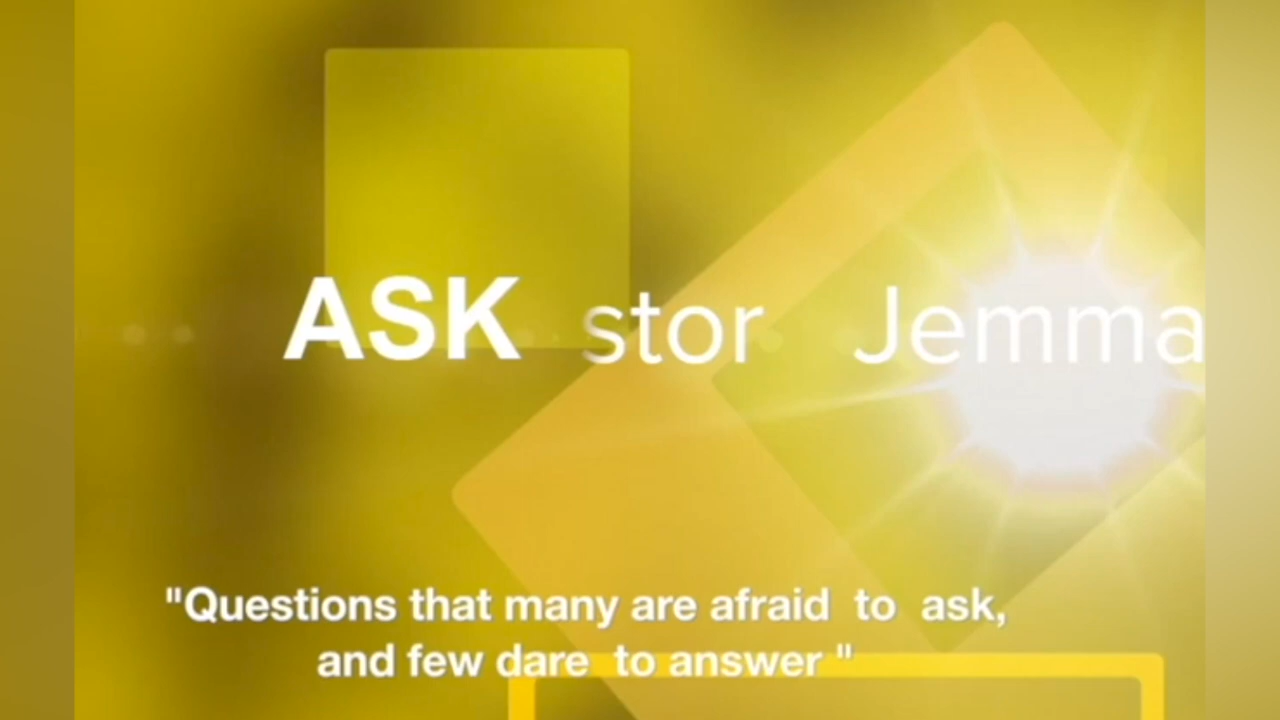 ASK stor Jemma
"Questions that many are afraid to ask,
and few dare to answer "